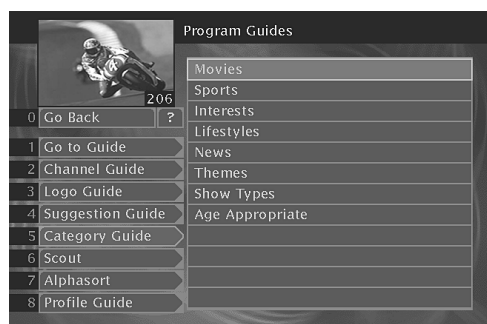 Program Guides
206
0 Go Back ?
1 Go to Guide
2 Channel Guide
3 Logo Guide
4 Suggestion Guide
5 Category Guide
6 Scout
7 Alphasort
8 Profile Guide
Movies
Sports
Interests
Lifestyles
News
Themes
Show Types
Age Appropriate